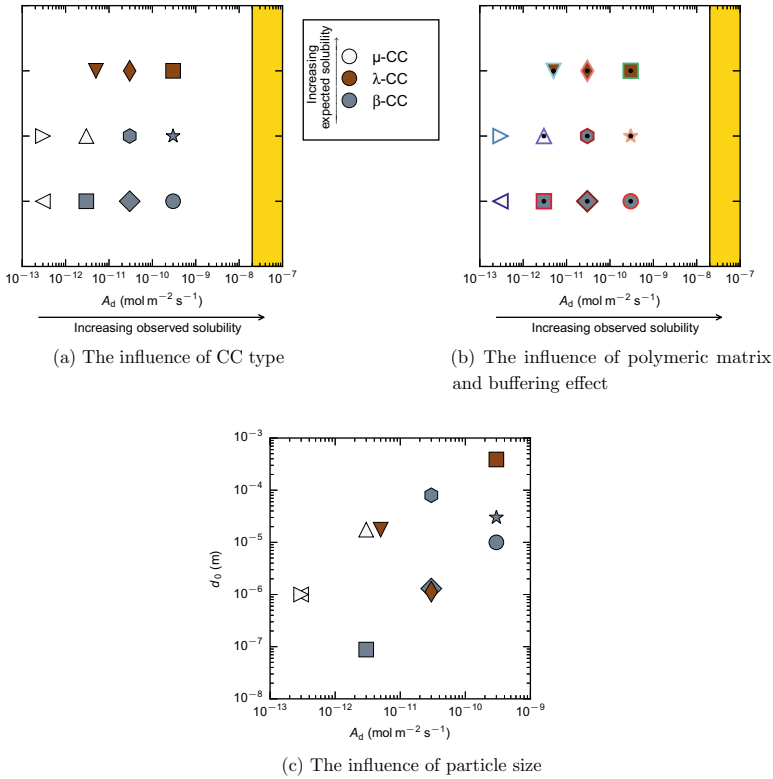 Increasing
expected solubility
μ-CC
λ-CC
β-CC
10⁻¹³ 10⁻¹² 10⁻¹¹ 10⁻¹⁰ 10⁻⁹ 10⁻⁸ 10⁻⁷
A_d (mol m⁻² s⁻¹)
Increasing observed solubility
(a) The influence of CC type
10⁻¹³ 10⁻¹² 10⁻¹¹ 10⁻¹⁰ 10⁻⁹ 10⁻⁸ 10⁻⁷
A_d (mol m⁻² s⁻¹)
Increasing observed solubility
(b) The influence of polymeric matrix
and buffering effect
10⁻³
10⁻⁴
10⁻⁵
10⁻⁶
10⁻⁷
10⁻⁸
d₀ (m)
10⁻¹³ 10⁻¹² 10⁻¹¹ 10⁻¹⁰ 10⁻⁹
A_d (mol m⁻² s⁻¹)
(c) The influence of particle size